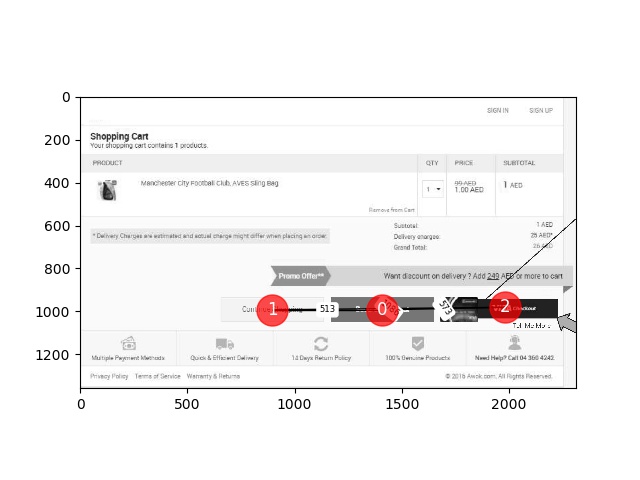 0
200
400
600
800
1000
1200
SIGN IN SIGN UP
Shopping Cart
Your shopping cart contains 1 products.
PRODUCT QTY PRICE SUBTOTAL
Manchester City Football Club, AVES Sling Bag
1
99 AED
1.00 AED
1 AED
Remove from Cart
* Delivery Charges are estimated and actual charge might differ when placing an order.
Subtotal: 1 AED
Delivery charges: 25 AED*
Grand Total: 26 AED
Promo Offer**
Want discount on delivery ? Add 249 AED or more to cart
1
513
0
573
2
Tell Me More
Multiple Payment Methods
Quick & Efficient Delivery
14 Days Return Policy
100% Genuine Products
Need Help? Call 04 360 4242
Privacy Policy Terms of Service Warranty & Returns
© 2016 Awok.com. All Rights Reserved.
0 500 1000 1500 2000